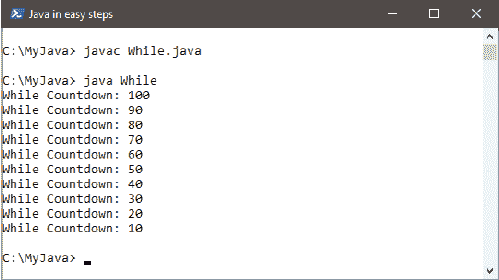 Java in easy steps
C:\MyJava> javac While.java
C:\MyJava> java While
While Countdown: 100
While Countdown: 90
While Countdown: 80
While Countdown: 70
While Countdown: 60
While Countdown: 50
While Countdown: 40
While Countdown: 30
While Countdown: 20
While Countdown: 10
C:\MyJava>